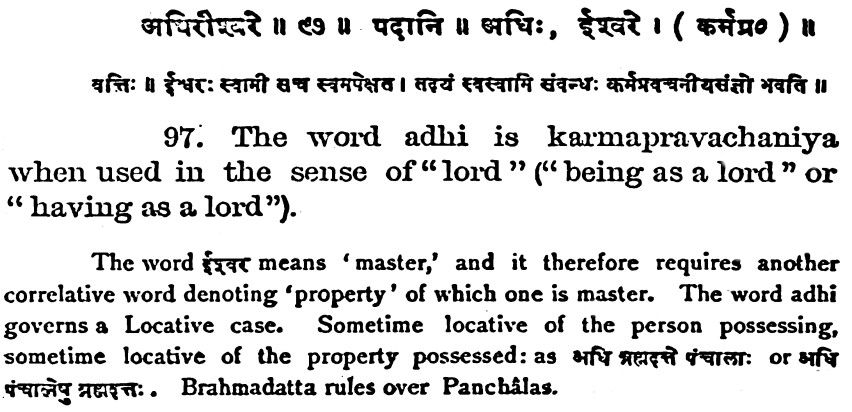 अधिरीश्वरे ॥ ९७ ॥ पदानि ॥ अधिः, ईश्वरे । ( कर्मप्र० ) ॥
वृत्तिः ॥ ईश्वरः स्वामी सच स्वमपेक्षत । तदयं स्वस्वामि संवन्धः कर्मप्रवचनीयसंज्ञो भवति ॥
97. The word adhi is karmapravachaniya
when used in the sense of "lord" ("being as a lord" or
"having as a lord").
The word ईश्वर means 'master,' and it therefore requires another
correlative word denoting 'property' of which one is master. The word adhi
governs a Locative case. Sometime locative of the person possessing,
sometime locative of the property possessed: as अधि ब्रह्मदत्ते पंचालाः or अधि
पंचालेषु ब्रह्मदत्तः. Brahmadatta rules over Panchâlas.